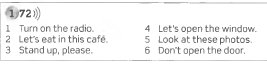 1 72
1 Turn on the radio.
2 Let's eat in this café.
3 Stand up, please.
4 Let's open the window.
5 Look at these photos.
6 Don't open the door.